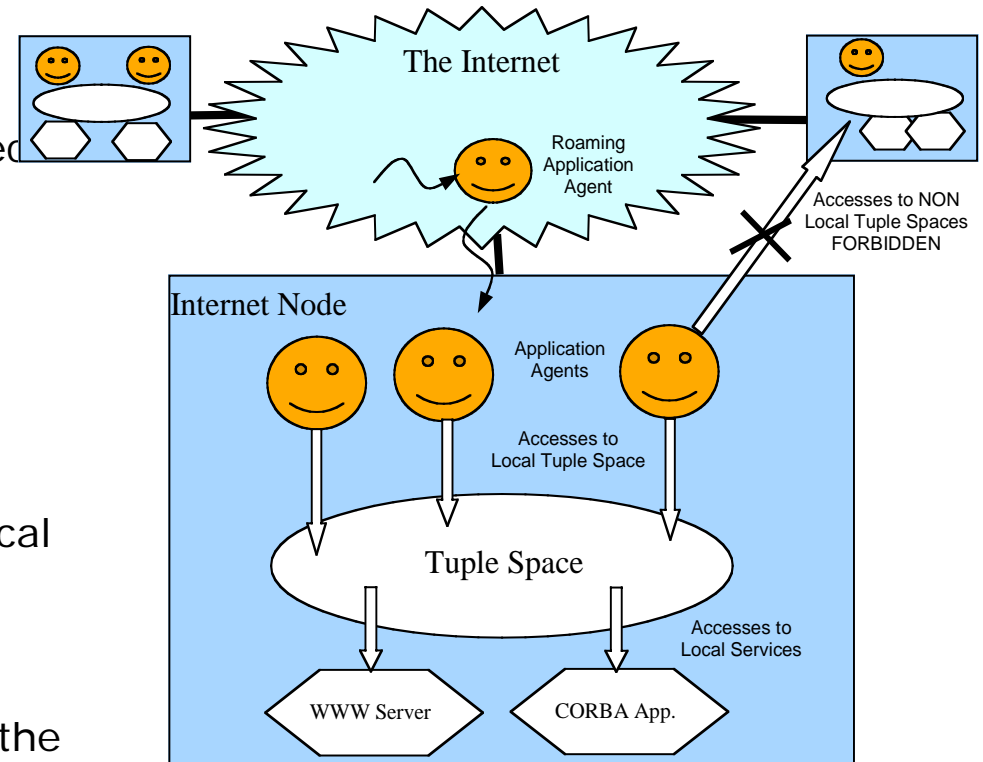 The Internet
Roaming
Application
Agent
Accesses to NON
Local Tuple Spaces
FORBIDDEN
Internet Node
Application
Agents
Accesses to
Local Tuple Space
cal
Tuple Space
Accesses to
Local Services
WWW Server
CORBA App.
the